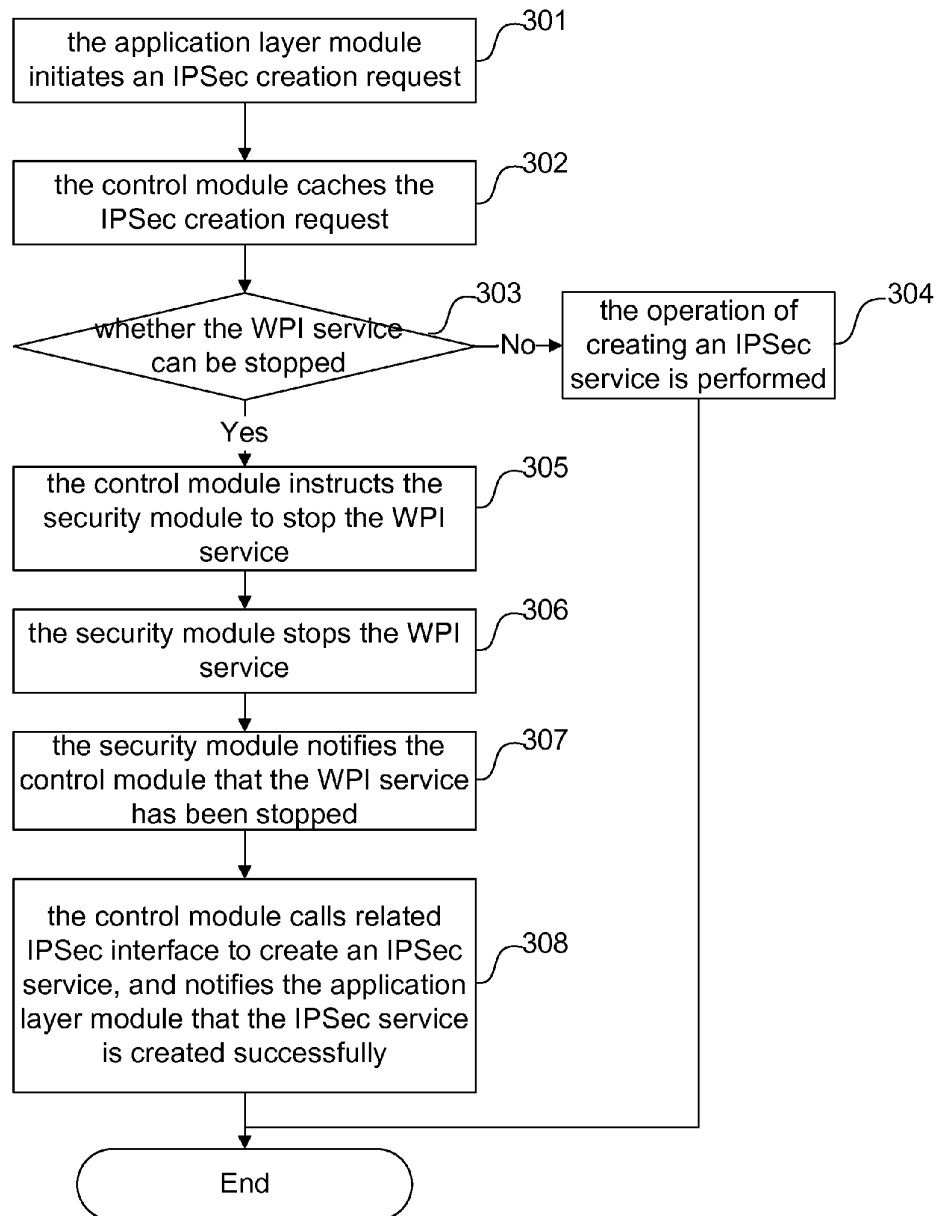 301
the application layer module
initiates an IPSec creation request
302
the control module caches the
IPSec creation request
303
whether the WPI service
can be stopped
No
304
the operation of
creating an IPSec
service is performed
Yes
305
the control module instructs the
security module to stop the WPI
service
306
the security module stops the WPI
service
307
the security module notifies the
control module that the WPI service
has been stopped
308
the control module calls related
IPSec interface to create an IPSec
service, and notifies the application
layer module that the IPSec service
is created successfully
End